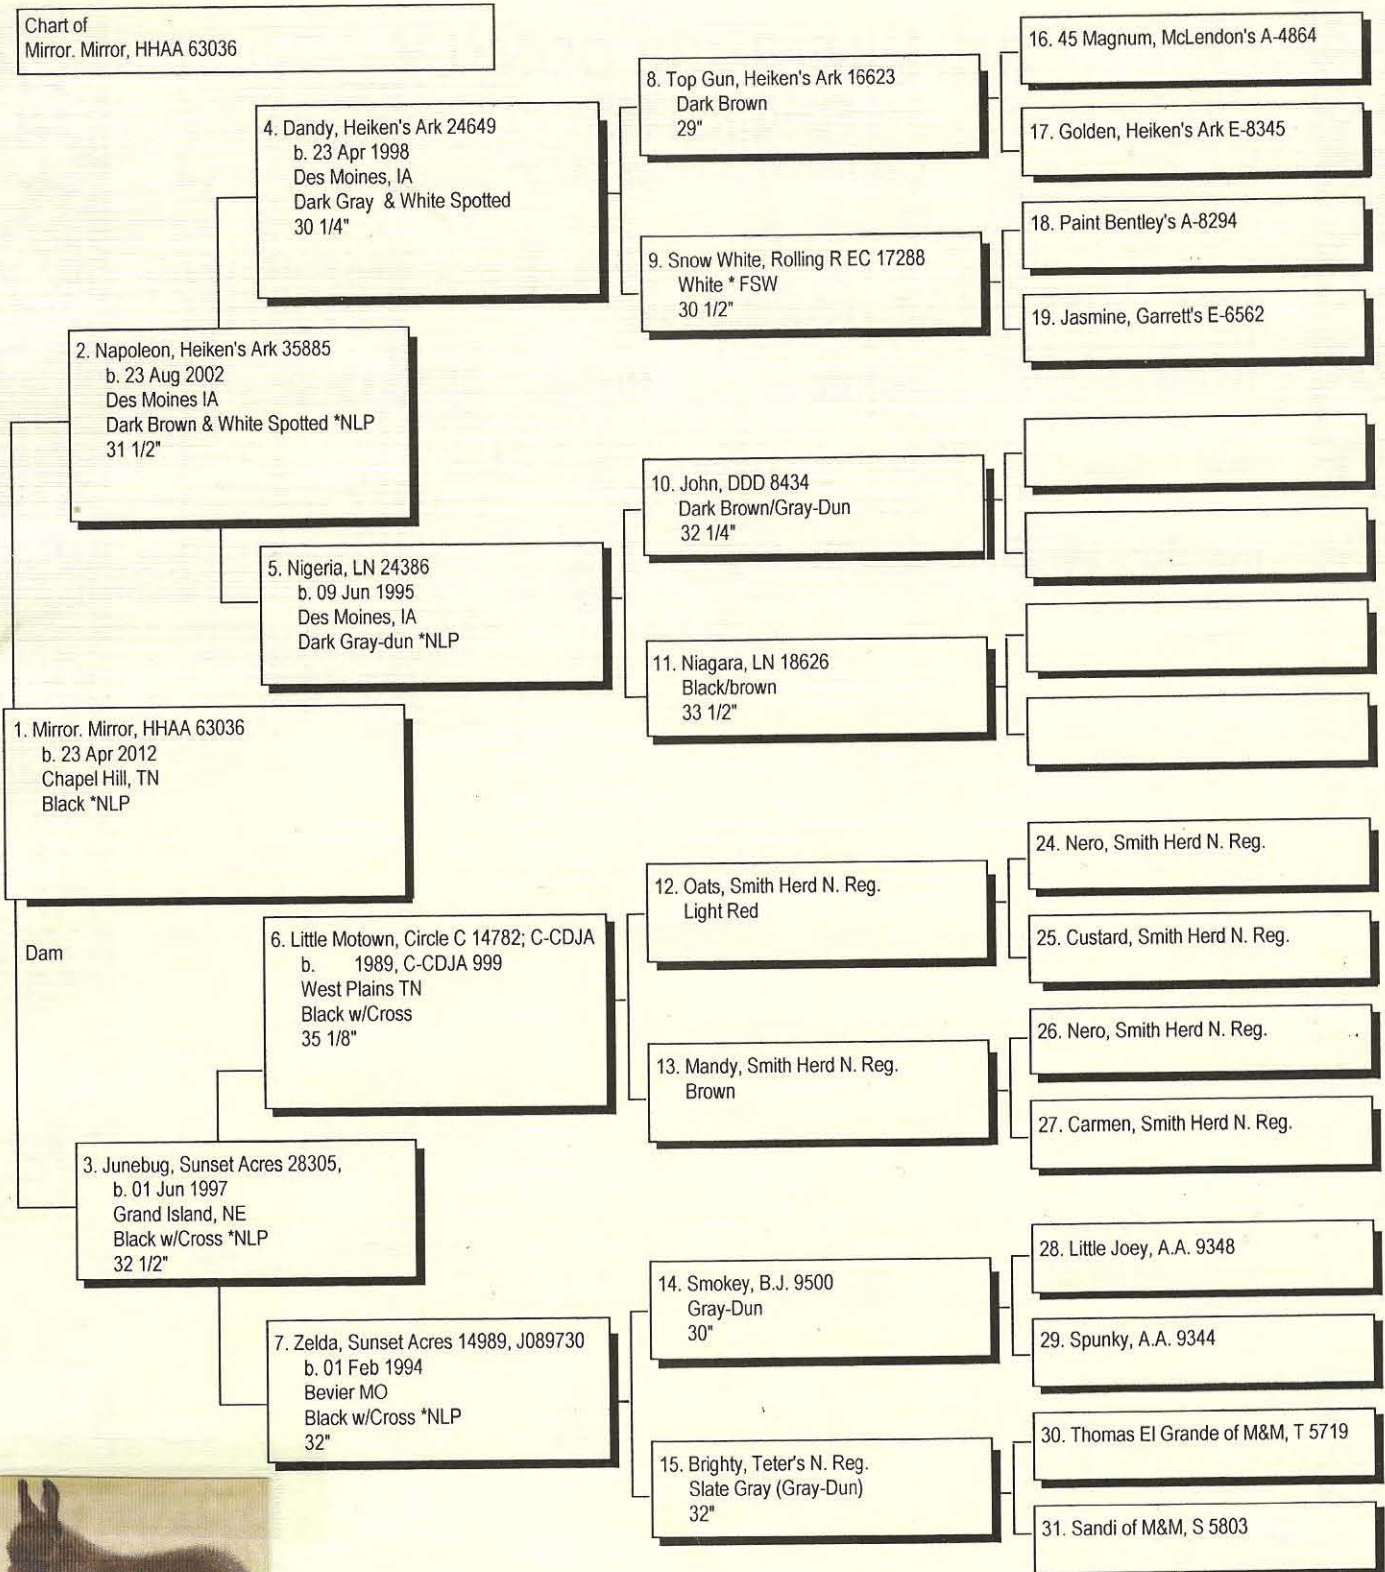 Chart of
Mirror. Mirror, HHAA 63036
16. 45 Magnum, McLendon's A-4864
8. Top Gun, Heiken's Ark 16623
Dark Brown
29"
17. Golden, Heiken's Ark E-8345
4. Dandy, Heiken's Ark 24649
b. 23 Apr 1998
Des Moines, IA
Dark Gray & White Spotted
30 1/4"
18. Paint Bentley's A-8294
9. Snow White, Rolling R EC 17288
White * FSW
30 1/2"
19. Jasmine, Garrett's E-6562
2. Napoleon, Heiken's Ark 35885
b. 23 Aug 2002
Des Moines IA
Dark Brown & White Spotted *NLP
31 1/2"
10. John, DDD 8434
Dark Brown/Gray-Dun
32 1/4"
5. Nigeria, LN 24386
b. 09 Jun 1995
Des Moines, IA
Dark Gray-dun *NLP
11. Niagara, LN 18626
Black/brown
33 1/2"
1. Mirror. Mirror, HHAA 63036
b. 23 Apr 2012
Chapel Hill, TN
Black *NLP
Dam
24. Nero, Smith Herd N. Reg.
12. Oats, Smith Herd N. Reg.
Light Red
25. Custard, Smith Herd N. Reg.
6. Little Motown, Circle C 14782; C-CDJA
b. 1989, C-CDJA 999
West Plains TN
Black w/Cross
35 1/8"
26. Nero, Smith Herd N. Reg.
13. Mandy, Smith Herd N. Reg.
Brown
27. Carmen, Smith Herd N. Reg.
3. Junebug, Sunset Acres 28305,
b. 01 Jun 1997
Grand Island, NE
Black w/Cross *NLP
32 1/2"
28. Little Joey, A.A. 9348
14. Smokey, B.J. 9500
Gray-Dun
30"
29. Spunky, A.A. 9344
7. Zelda, Sunset Acres 14989, J089730
b. 01 Feb 1994
Bevier MO
Black w/Cross *NLP
32"
30. Thomas El Grande of M&M, T 5719
15. Brighty, Teter's N. Reg.
Slate Gray (Gray-Dun)
32"
31. Sandi of M&M, S 5803